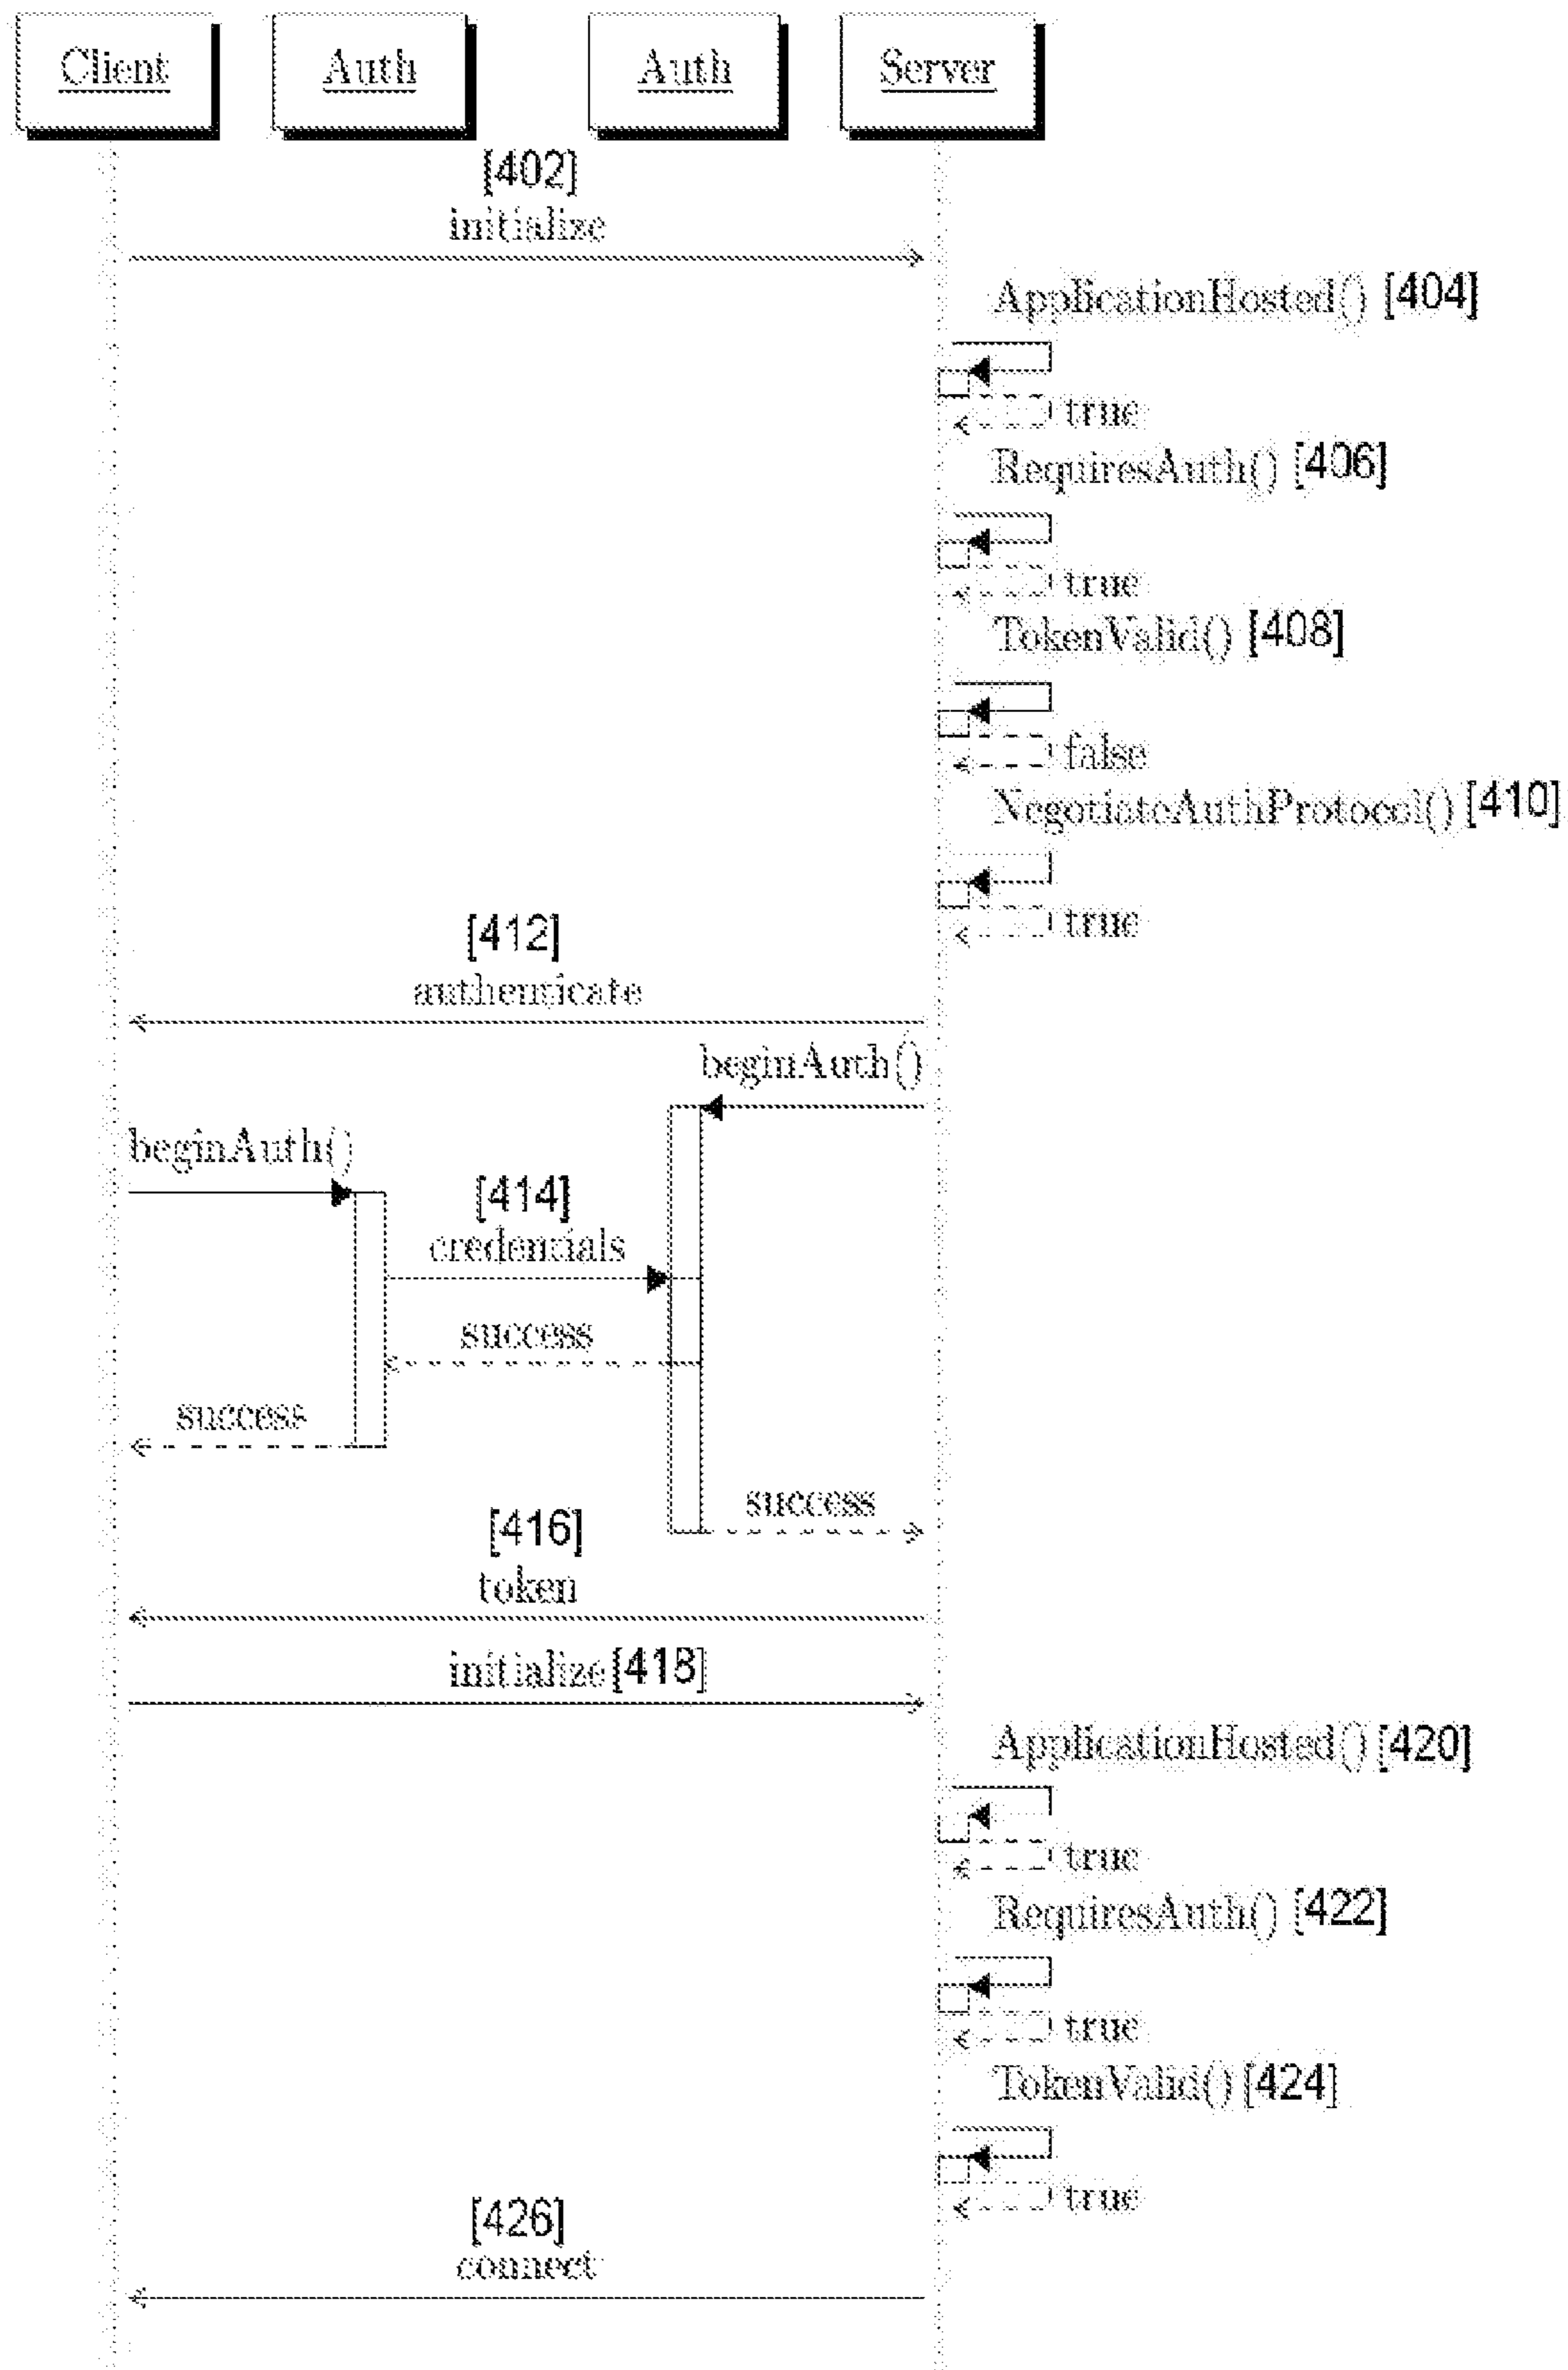 Client
Auth
Auth
Server
[402]
initialize
ApplicationHosted() [404]
true
RequiresAuth() [406]
true
TokenValid() [408]
false
NegotiateAuthProtocol() [410]
true
[412]
authenticate
beginAuth()
beginAuth()
[414]
credentials
success
success
success
[416]
token
initialize [418]
ApplicationHosted() [420]
true
RequiresAuth() [422]
true
TokenValid() [424]
true
[426]
connect